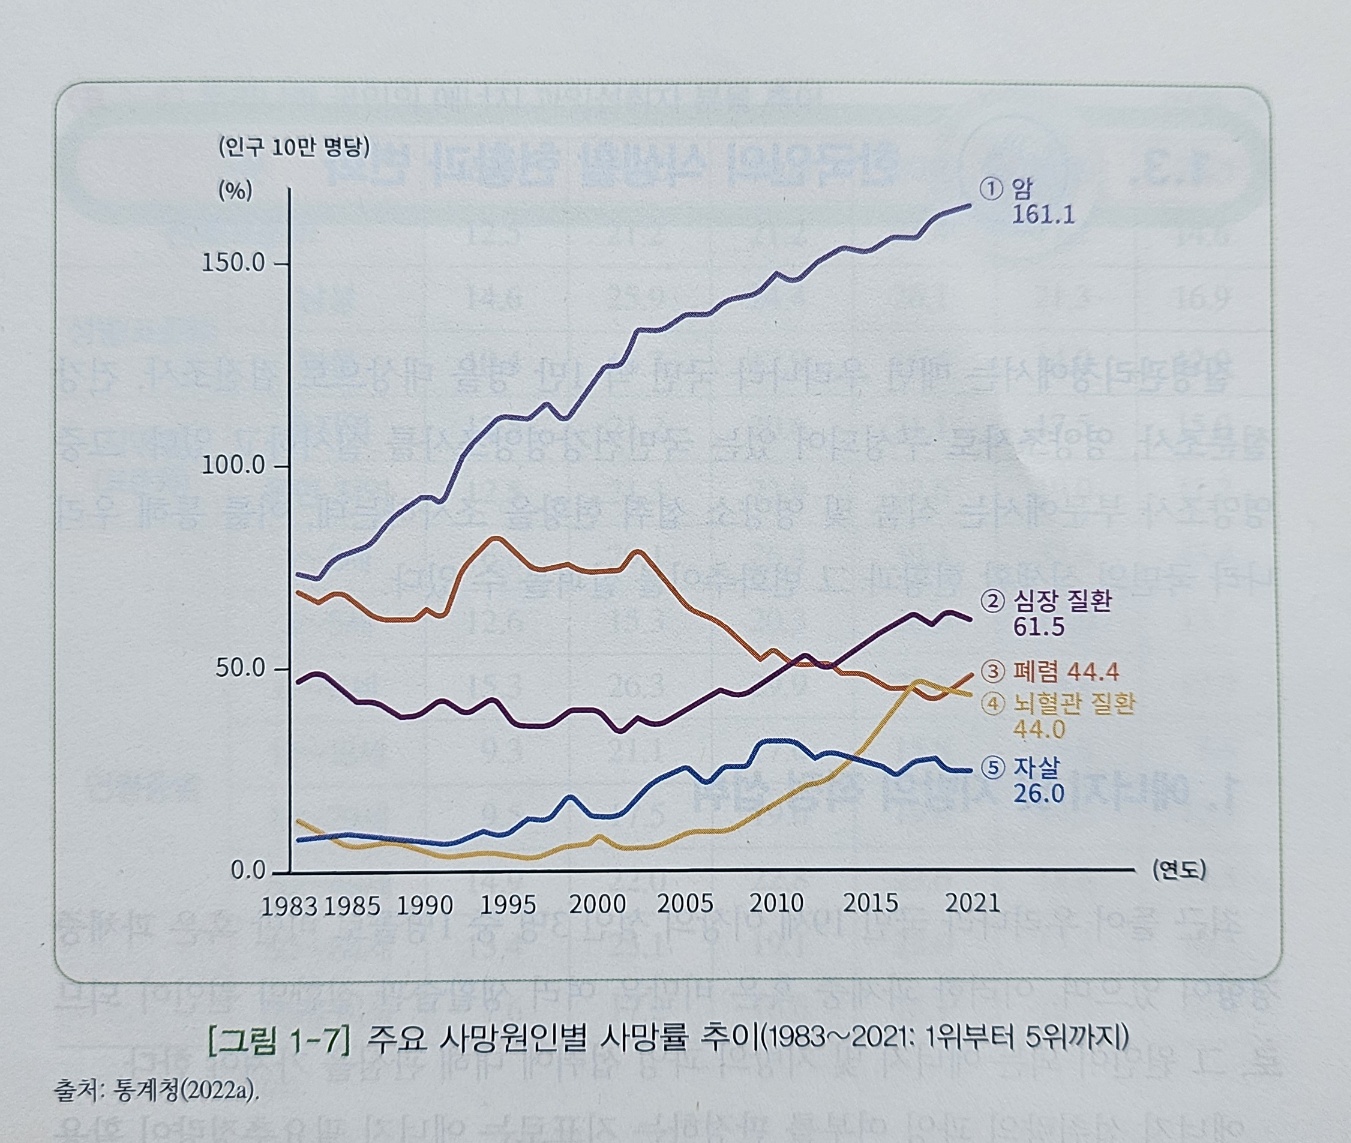 (인구 10만 명당)
(%)
150.0
100.0
50.0
0.0
① 암
161.1
② 심장 질환
61.5
③ 폐렴 44.4
④ 뇌혈관 질환
44.0
⑤ 자살
26.0
(연도)
1983 1985 1990 1995 2000 2005 2010 2015 2021
[그림 1-7] 주요 사망원인별 사망률 추이(1983~2021: 1위부터 5위까지)
출처: 통계청(2022a).